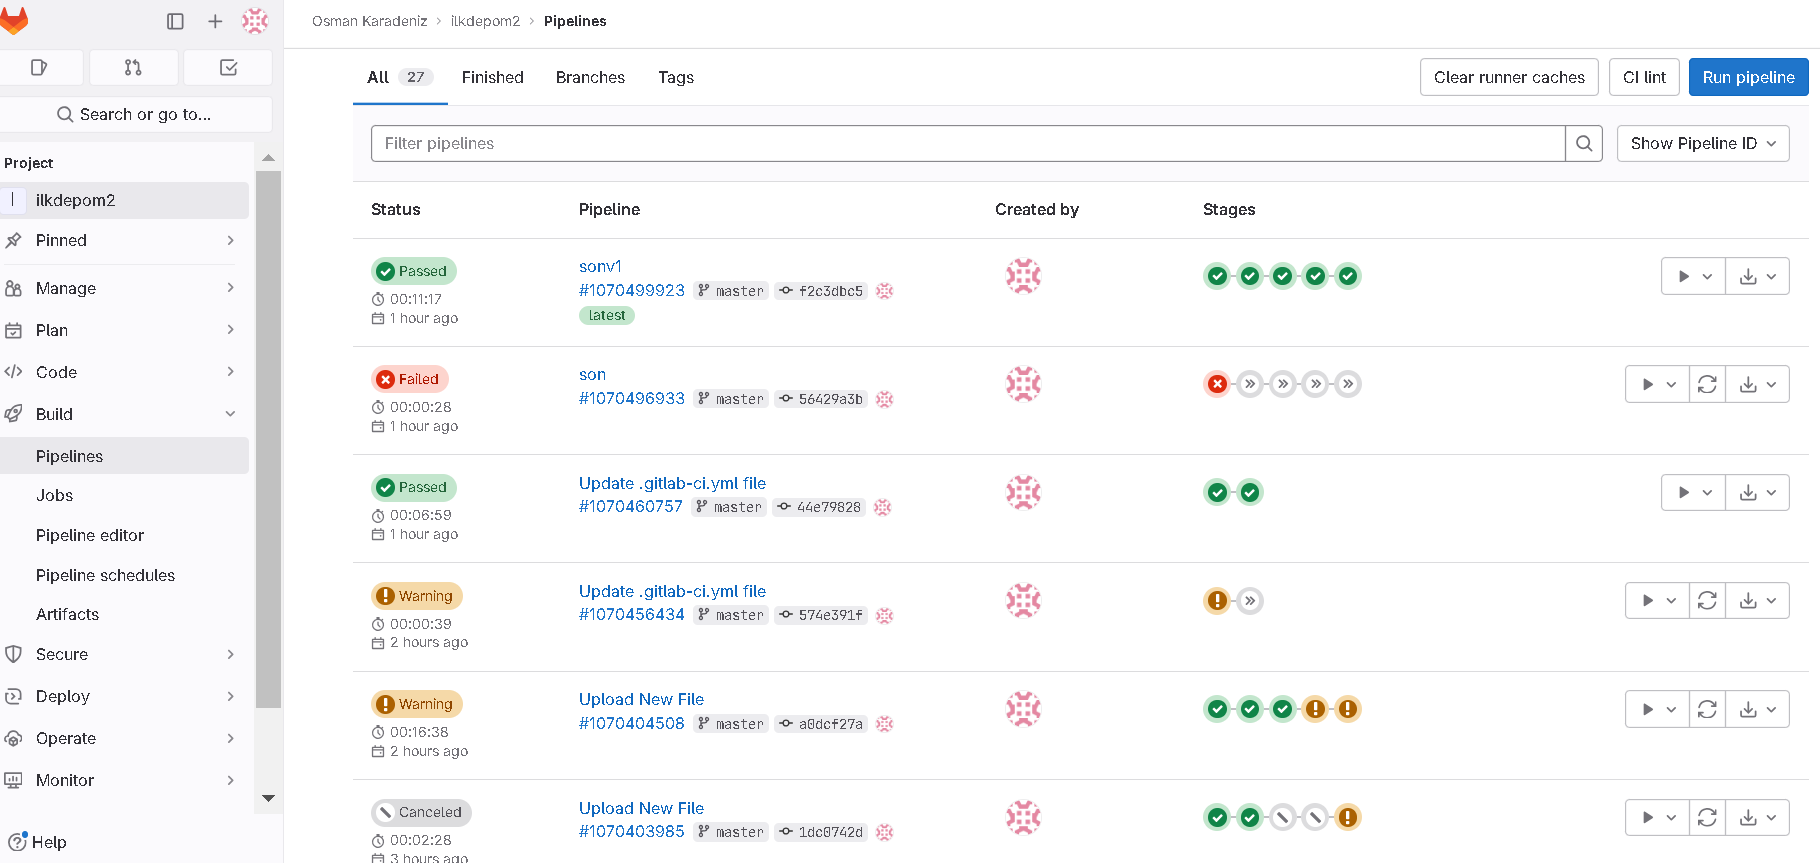 Osman Karadeniz › ilkdepom2 › Pipelines
Search or go to...
Project
I ilkdepom2
Pinned
Manage
Plan
Code
Build
Pipelines
Jobs
Pipeline editor
Pipeline schedules
Artifacts
Secure
Deploy
Operate
Monitor
Help
All 27 Finished Branches Tags
Clear runner caches CI lint Run pipeline
Filter pipelines Show Pipeline ID
Status Pipeline Created by Stages
Passed
00:11:17
1 hour ago
sonv1
#1070499923 master f2c3dbc5
latest
Failed
00:00:28
1 hour ago
son
#1070496933 master 56429a3b
Passed
00:06:59
1 hour ago
Update .gitlab-ci.yml file
#1070460757 master 44e79828
Warning
00:00:39
2 hours ago
Update .gitlab-ci.yml file
#1070456434 master 574e391f
Warning
00:16:38
2 hours ago
Upload New File
#1070404508 master a0dcf27a
Canceled
00:02:28
3 hours ago
Upload New File
#1070403985 master 1dc0742d